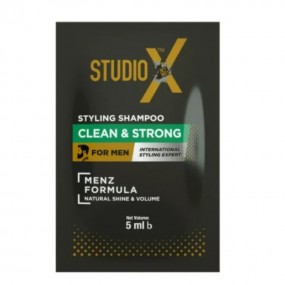 STUDIO X™
STYLING SHAMPOO
CLEAN & STRONG
FOR MEN
INTERNATIONAL
STYLING EXPERT
MENZ
FORMULA
NATURAL SHINE & VOLUME
Net Volume:
5 ml b